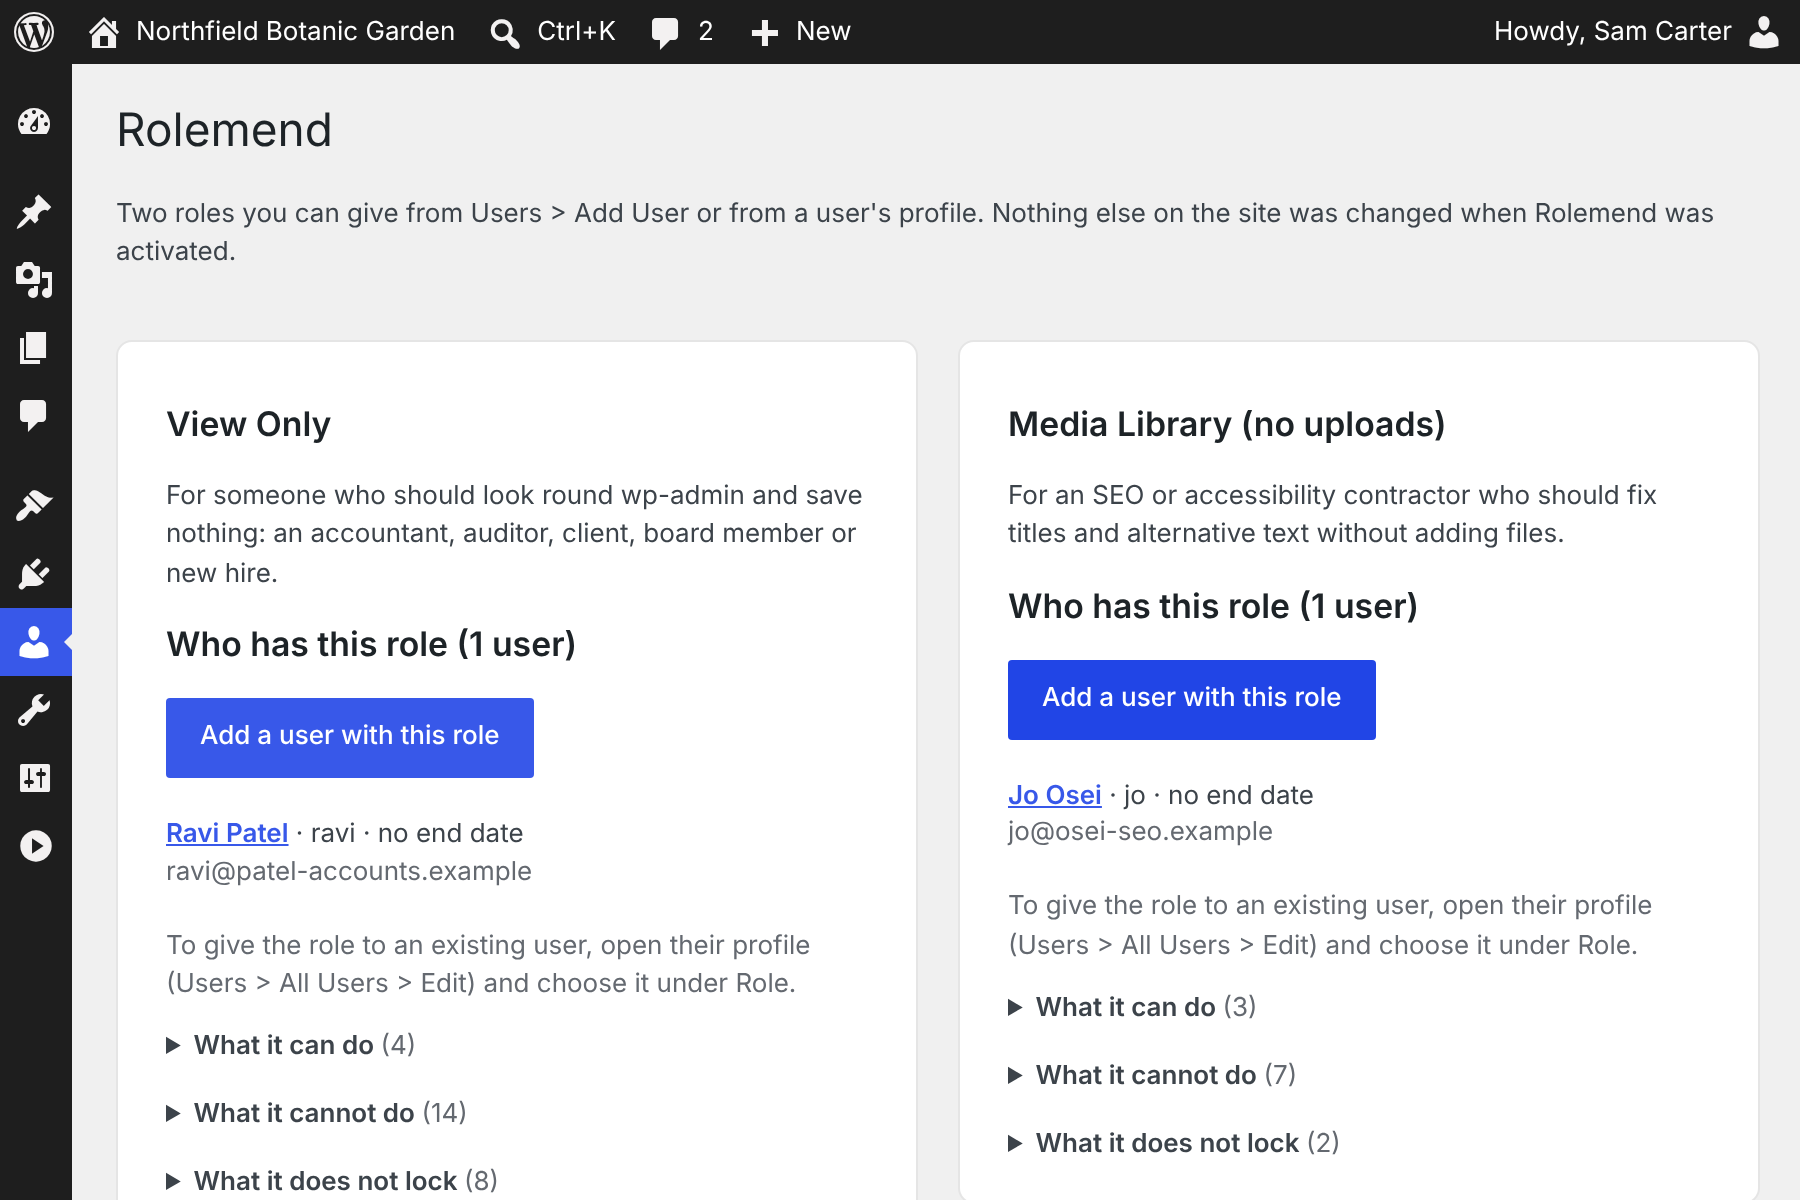 Northfield Botanic Garden Ctrl+K 2 New Howdy, Sam Carter
Rolemend
Two roles you can give from Users > Add User or from a user's profile. Nothing else on the site was changed when Rolemend was
activated.
View Only
For someone who should look round wp-admin and save
nothing: an accountant, auditor, client, board member or
new hire.
Who has this role (1 user)
Add a user with this role
Ravi Patel · ravi · no end date
ravi@patel-accounts.example
To give the role to an existing user, open their profile
(Users > All Users > Edit) and choose it under Role.
What it can do (4)
What it cannot do (14)
What it does not lock (8)
Media Library (no uploads)
For an SEO or accessibility contractor who should fix
titles and alternative text without adding files.
Who has this role (1 user)
Add a user with this role
Jo Osei · jo · no end date
jo@osei-seo.example
To give the role to an existing user, open their profile
(Users > All Users > Edit) and choose it under Role.
What it can do (3)
What it cannot do (7)
What it does not lock (2)